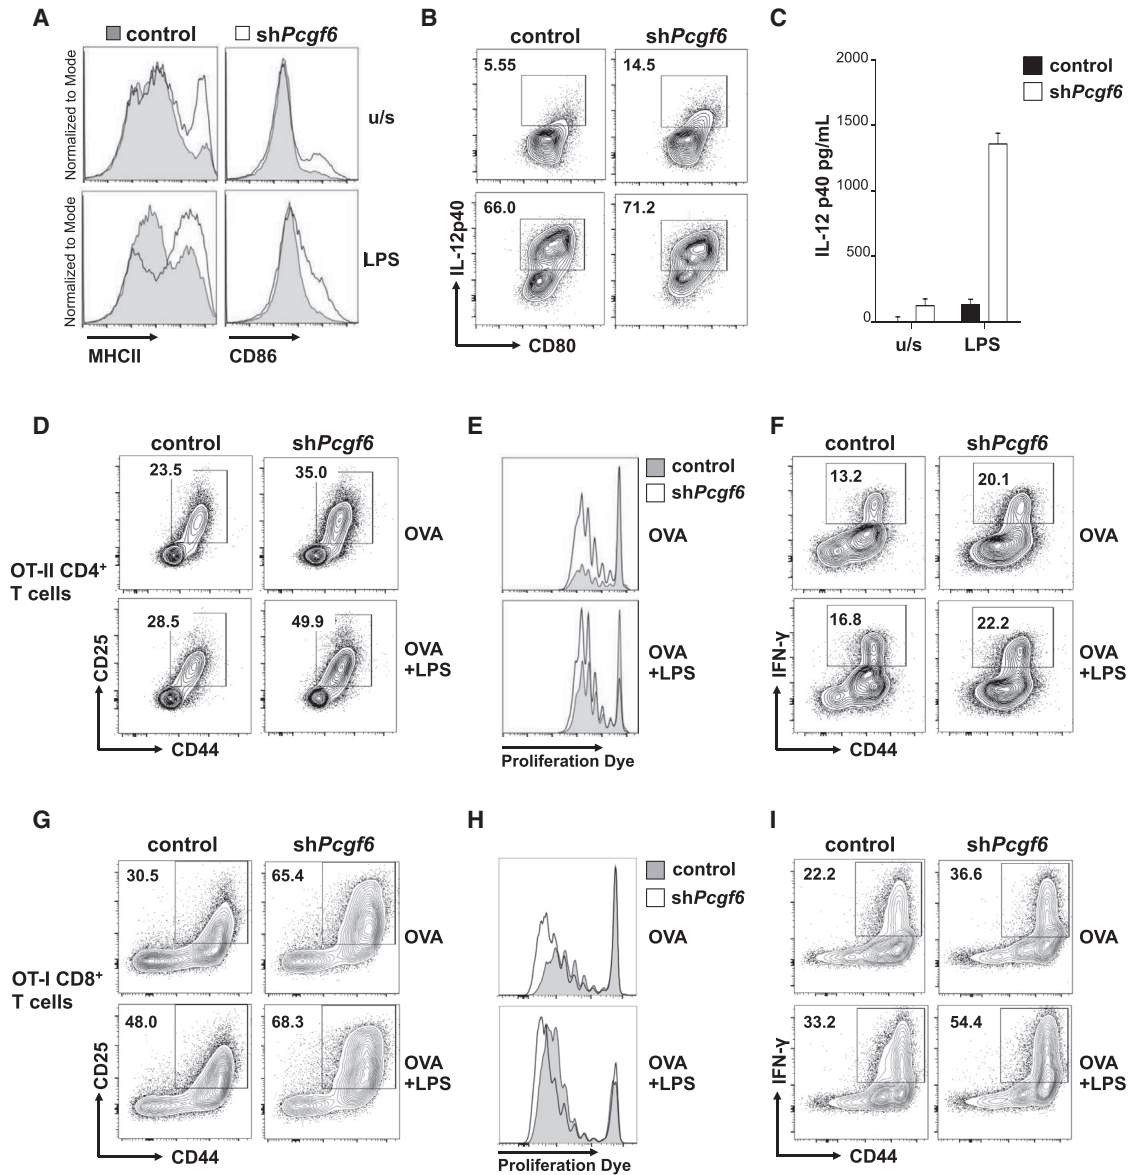 A
control
shPcgf6
Normalized to Mode
u/s
Normalized to Mode
LPS
MHCII
CD86
B
control
shPcgf6
5.55
14.5
66.0
71.2
IL-12p40
CD80
C
control
shPcgf6
IL-12 p40 pg/mL
2000
1500
1000
500
0
u/s
LPS
D
control
shPcgf6
23.5
35.0
OVA
OT-II CD4+
T cells
28.5
49.9
OVA
+LPS
CD25
CD44
E
control
shPcgf6
OVA
OVA
+LPS
Proliferation Dye
F
control
shPcgf6
13.2
20.1
OVA
16.8
22.2
OVA
+LPS
IFN-γ
CD44
G
control
shPcgf6
30.5
65.4
OVA
OT-I CD8+
T cells
48.0
68.3
OVA
+LPS
CD25
CD44
H
control
shPcgf6
OVA
OVA
+LPS
Proliferation Dye
I
control
shPcgf6
22.2
36.6
OVA
33.2
54.4
OVA
+LPS
IFN-γ
CD44